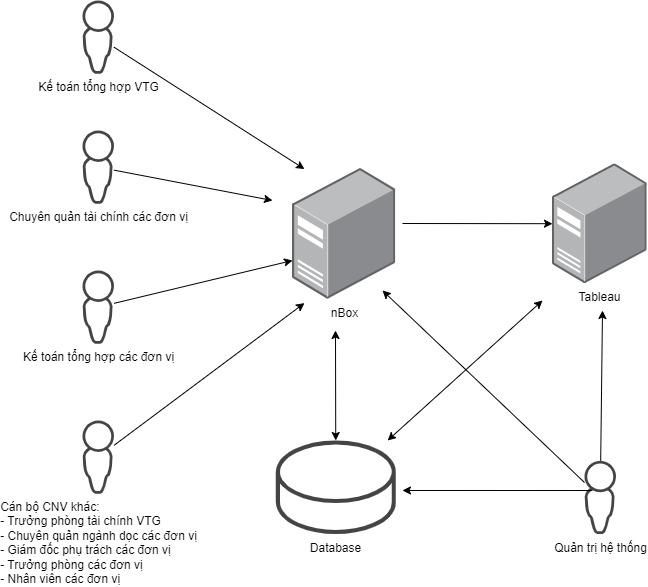 Kế toán tổng hợp VTG
Chuyên quản tài chính các đơn vị
nBox
Tableau
Kế toán tổng hợp các đơn vị
Cán bộ CNV khác:
- Trưởng phòng tài chính VTG
- Chuyên quản ngành dọc các đơn vị
- Giám đốc phụ trách các đơn vị
- Trưởng phòng các đơn vị
- Nhân viên các đơn vị
Database
Quản trị hệ thống